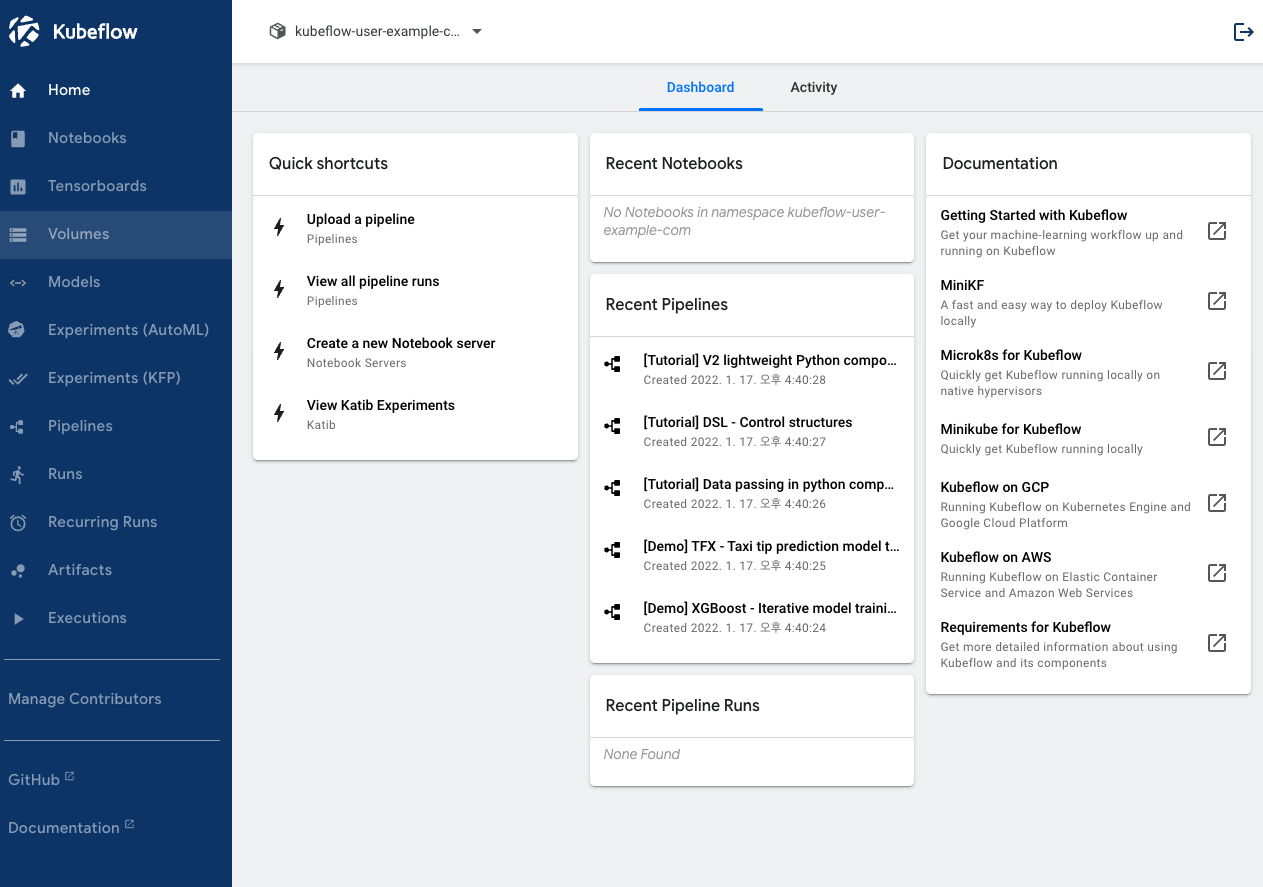 Kubeflow
Home
Notebooks
Tensorboards
Volumes
Models
Experiments (AutoML)
Experiments (KFP)
Pipelines
Runs
Recurring Runs
Artifacts
Executions
Manage Contributors
GitHub
Documentation
kubeflow-user-example-c...
Dashboard
Activity
Quick shortcuts
Upload a pipeline
Pipelines
View all pipeline runs
Pipelines
Create a new Notebook server
Notebook Servers
View Katib Experiments
Katib
Recent Notebooks
No Notebooks in namespace kubeflow-user-
example-com
Recent Pipelines
[Tutorial] V2 lightweight Python compo...
Created 2022. 1. 17. 오후 4:40:28
[Tutorial] DSL - Control structures
Created 2022. 1. 17. 오후 4:40:27
[Tutorial] Data passing in python comp...
Created 2022. 1. 17. 오후 4:40:26
[Demo] TFX - Taxi tip prediction model t...
Created 2022. 1. 17. 오후 4:40:25
[Demo] XGBoost - Iterative model traini...
Created 2022. 1. 17. 오후 4:40:24
Recent Pipeline Runs
None Found
Documentation
Getting Started with Kubeflow
Get your machine-learning workflow up and
running on Kubeflow
MiniKF
A fast and easy way to deploy Kubeflow
locally
Microk8s for Kubeflow
Quickly get Kubeflow running locally on
native hypervisors
Minikube for Kubeflow
Quickly get Kubeflow running locally
Kubeflow on GCP
Running Kubeflow on Kubernetes Engine and
Google Cloud Platform
Kubeflow on AWS
Running Kubeflow on Elastic Container
Service and Amazon Web Services
Requirements for Kubeflow
Get more detailed information about using
Kubeflow and its components